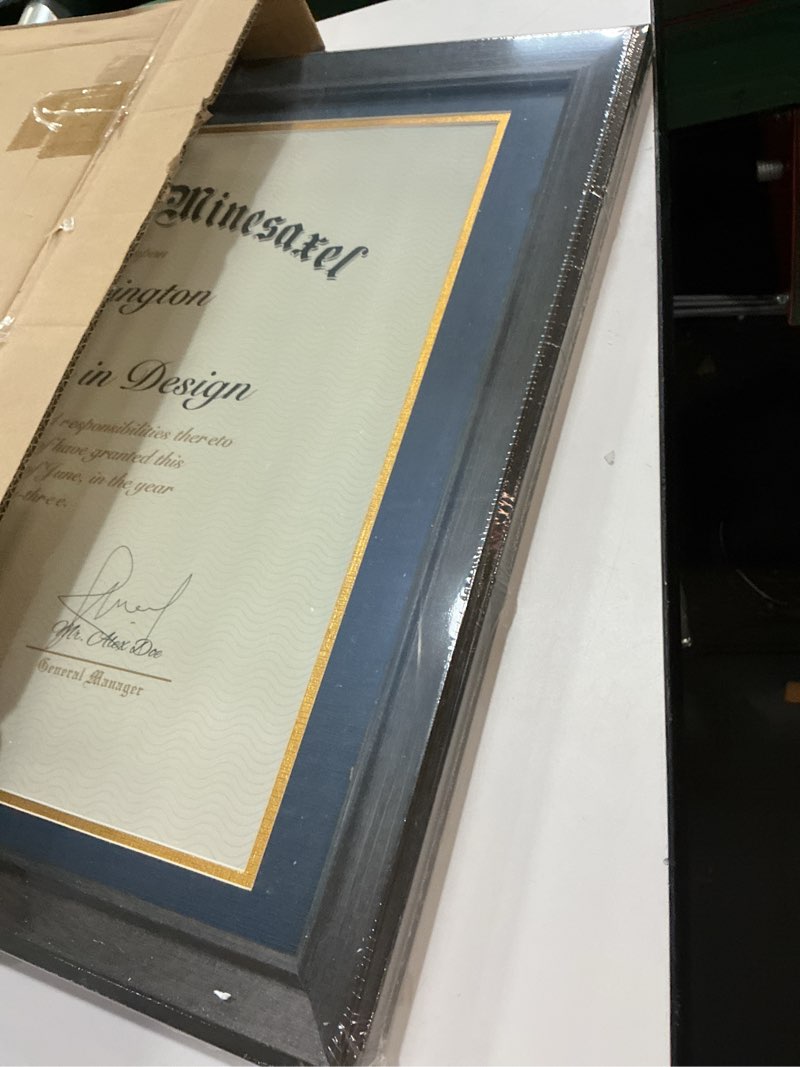 Minesaxel
ington
in Design
responsibilities thereto
have granted this
of June, in the year
-three.
Mr. Alex Doe
General Manager